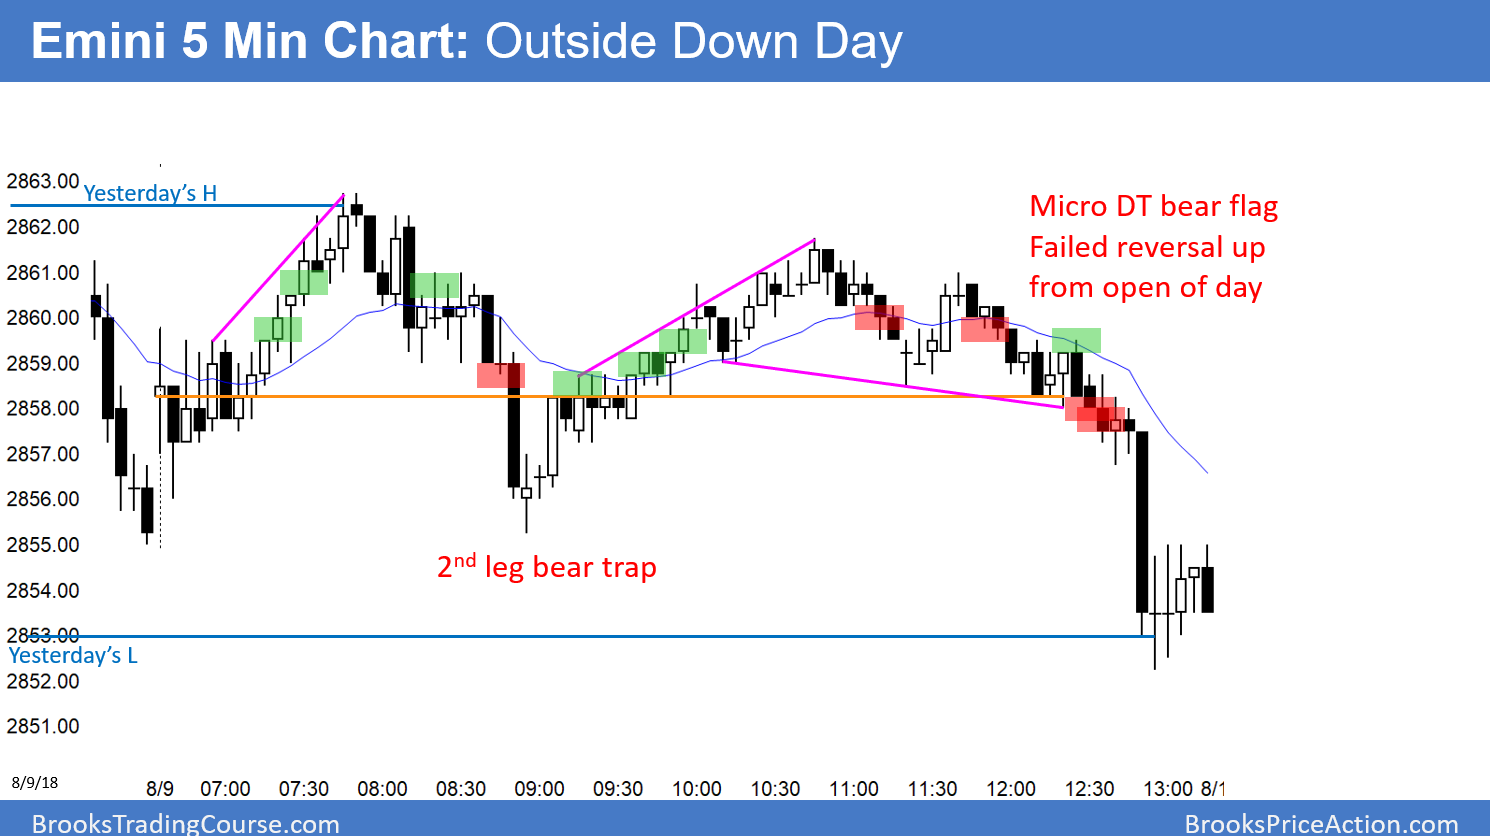 Emini 5 Min Chart: Outside Down Day
2863.00
Yesterday's H
2862.00
2861.00
2860.00
2859.00
2858.00
2857.00
2856.00
2855.00
2854.00
2853.00
Yesterday's L
2852.00
2851.00
Micro DT bear flag
Failed reversal up
from open of day
2nd leg bear trap
8/9/18
8/9 07:00 07:30 08:00 08:30 09:00 09:30 10:00 10:30 11:00 11:30 12:00 12:30 13:00 8/1
BrooksTradingCourse.com
BrooksPriceAction.com